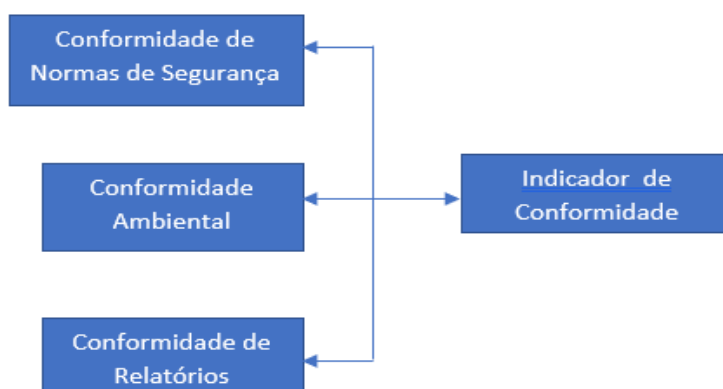 Conformidade de
Normas de Segurança
Conformidade
Ambiental
Indicador de
Conformidade
Conformidade de
Relatórios